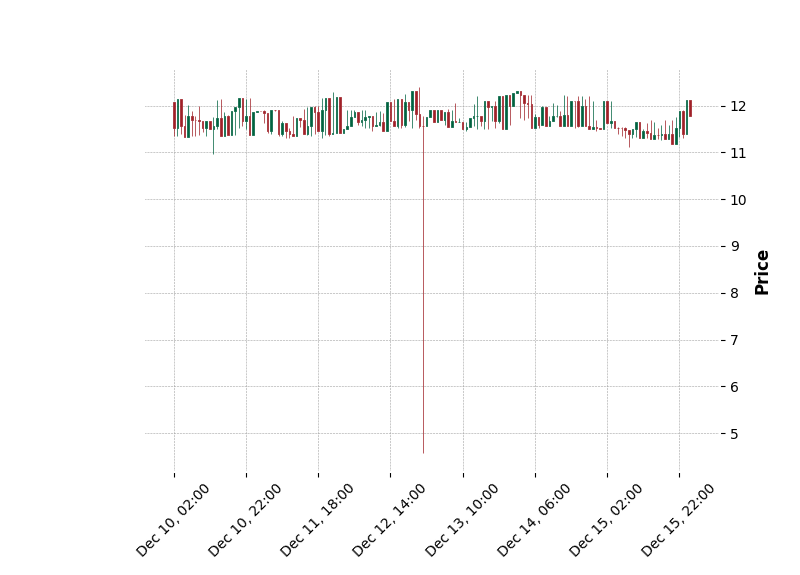 12
11
10
9
8
7
6
5
Price
Dec 10, 02:00
Dec 10, 22:00
Dec 11, 18:00
Dec 12, 14:00
Dec 13, 10:00
Dec 14, 06:00
Dec 15, 02:00
Dec 15, 22:00